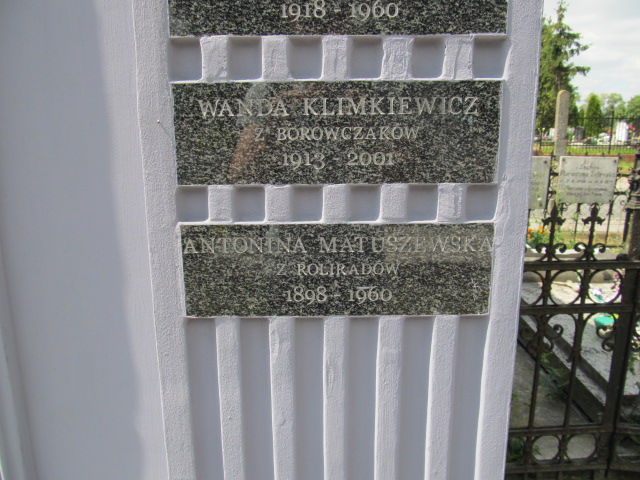 1918 - 1960
WANDA KLIMKIEWICZ
Z BOROWCZAKÓW
1913 - 2001
ANTONINA MATUSZEWSKA
Z ROLIRADÓW
1898 - 1960